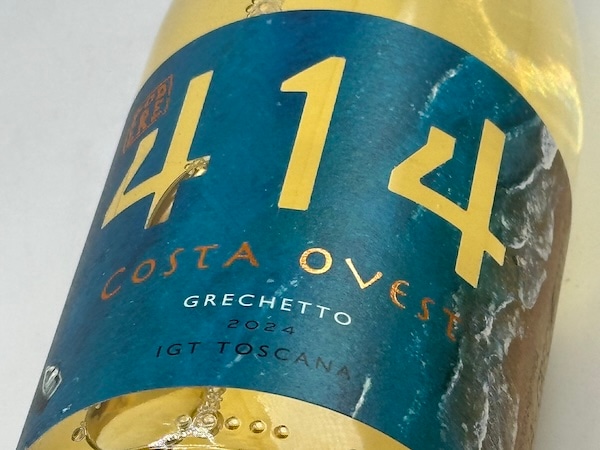 414
COSTA OVEST
GRECHETTO
2024
IGT TOSCANA